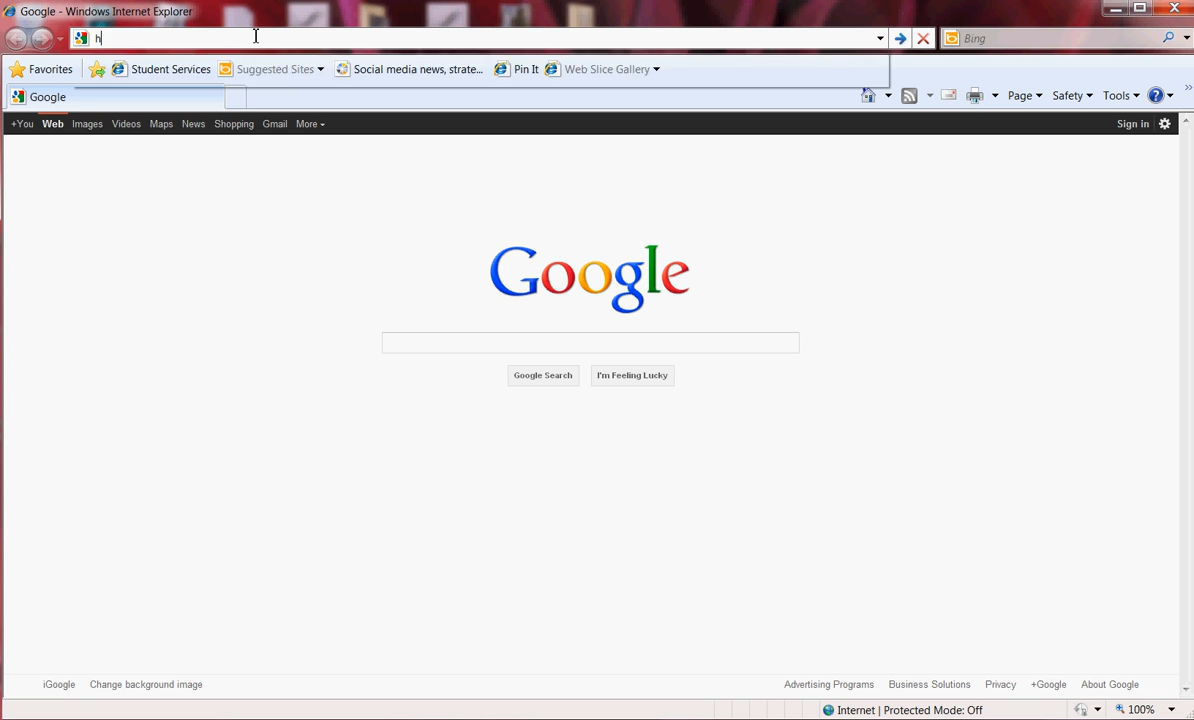 Google - Windows Internet Explorer
h
Bing
Favorites Student Services Suggested Sites Social media news, strate... Pin It Web Slice Gallery
Google
Page Safety Tools
+You Web Images Videos Maps News Shopping Gmail More
Sign in
Google
Google Search I'm Feeling Lucky
iGoogle Change background image
Advertising Programs Business Solutions Privacy +Google About Google
Internet | Protected Mode: Off
100%